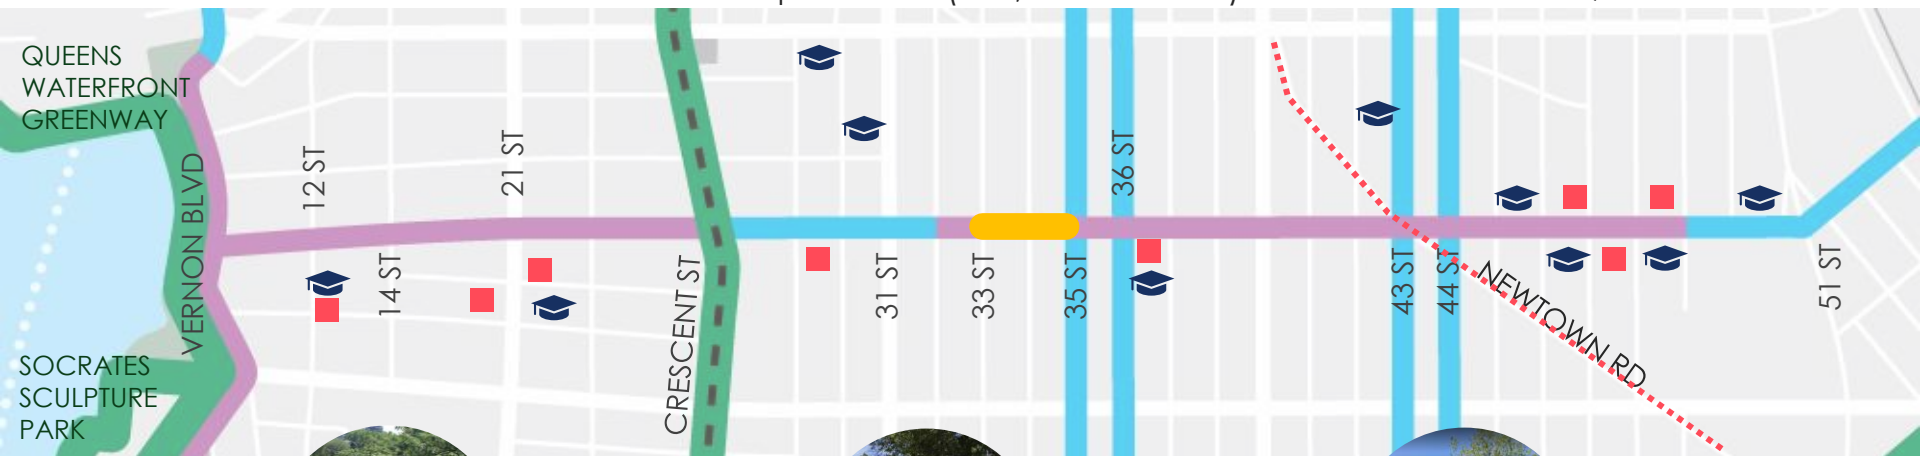 QUEENS
WATERFRONT
GREENWAY
VERNON BLVD
12 ST
14 ST
21 ST
CRESCENT ST
31 ST
33 ST
35 ST
36 ST
43 ST
44 ST
NEWTOWN RD
51 ST
SOCRATES
SCULPTURE
PARK